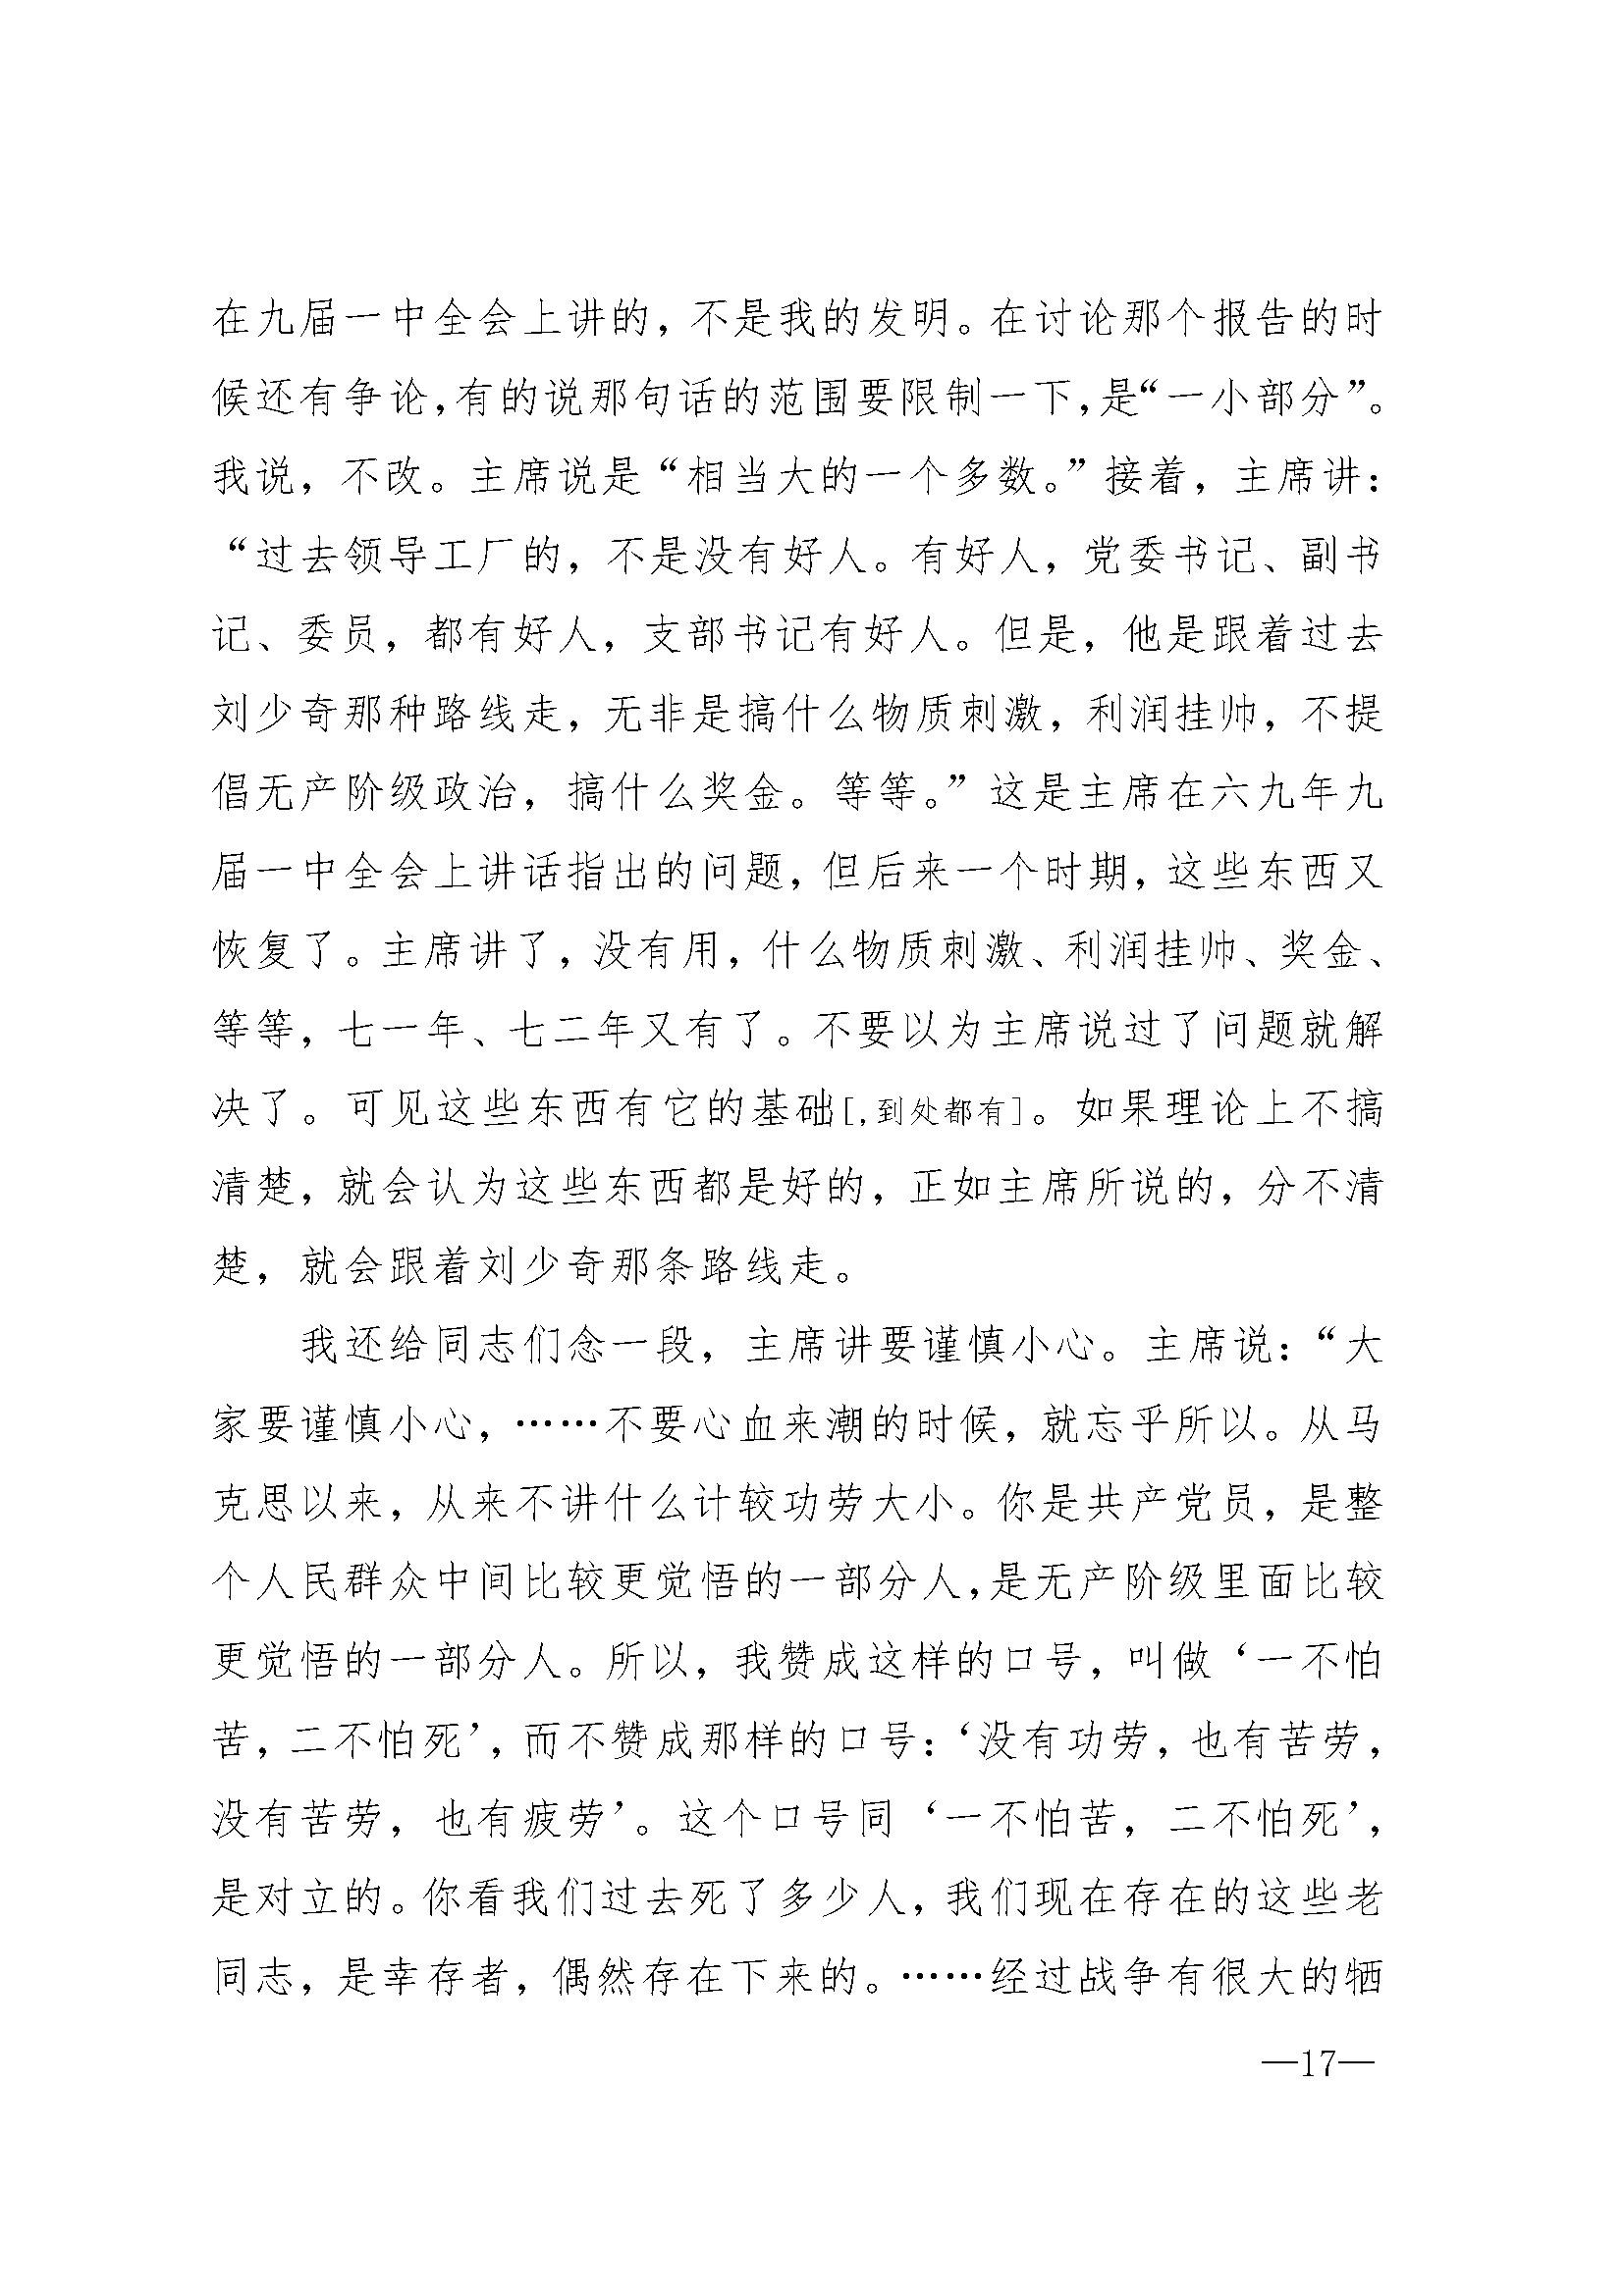 在九届一中全会上讲的，不是我的发明。在讨论那个报告的时
候还有争论，有的说那句话的范围要限制一下，是“一小部分”。
我说，不改。主席说是“相当大的一个多数。”接着，主席讲：
“过去领导工厂的，不是没有好人。有好人，党委书记、副书
记、委员，都有好人，支部书记有好人。但是，他是跟着过去
刘少奇那种路线走，无非是搞什么物质刺激，利润挂帅，不提
倡无产阶级政治，搞什么奖金。等等。”这是主席在六九年九
届一中全会上讲话指出的问题，但后来一个时期，这些东西又
恢复了。主席讲了，没有用，什么物质刺激、利润挂帅、奖金、
等等，七一年、七二年又有了。不要以为主席说过了问题就解
决了。可见这些东西有它的基础[,到处都有]。如果理论上不搞
清楚，就会认为这些东西都是好的，正如主席所说的，分不清
楚，就会跟着刘少奇那条路线走。
我还给同志们念一段，主席讲要谨慎小心。主席说：“大
家要谨慎小心，……不要心血来潮的时候，就忘乎所以。从马
克思以来，从来不讲什么计较功劳大小。你是共产党员，是整
个人民群众中间比较更觉悟的一部分人，是无产阶级里面比较
更觉悟的一部分人。所以，我赞成这样的口号，叫做‘一不怕
苦，二不怕死’，而不赞成那样的口号：‘没有功劳，也有苦劳，
没有苦劳，也有疲劳’。这个口号同‘一不怕苦，二不怕死’，
是对立的。你看我们过去死了多少人，我们现在存在的这些老
同志，是幸存者，偶然存在下来的。……经过战争有很大的牺
—17—